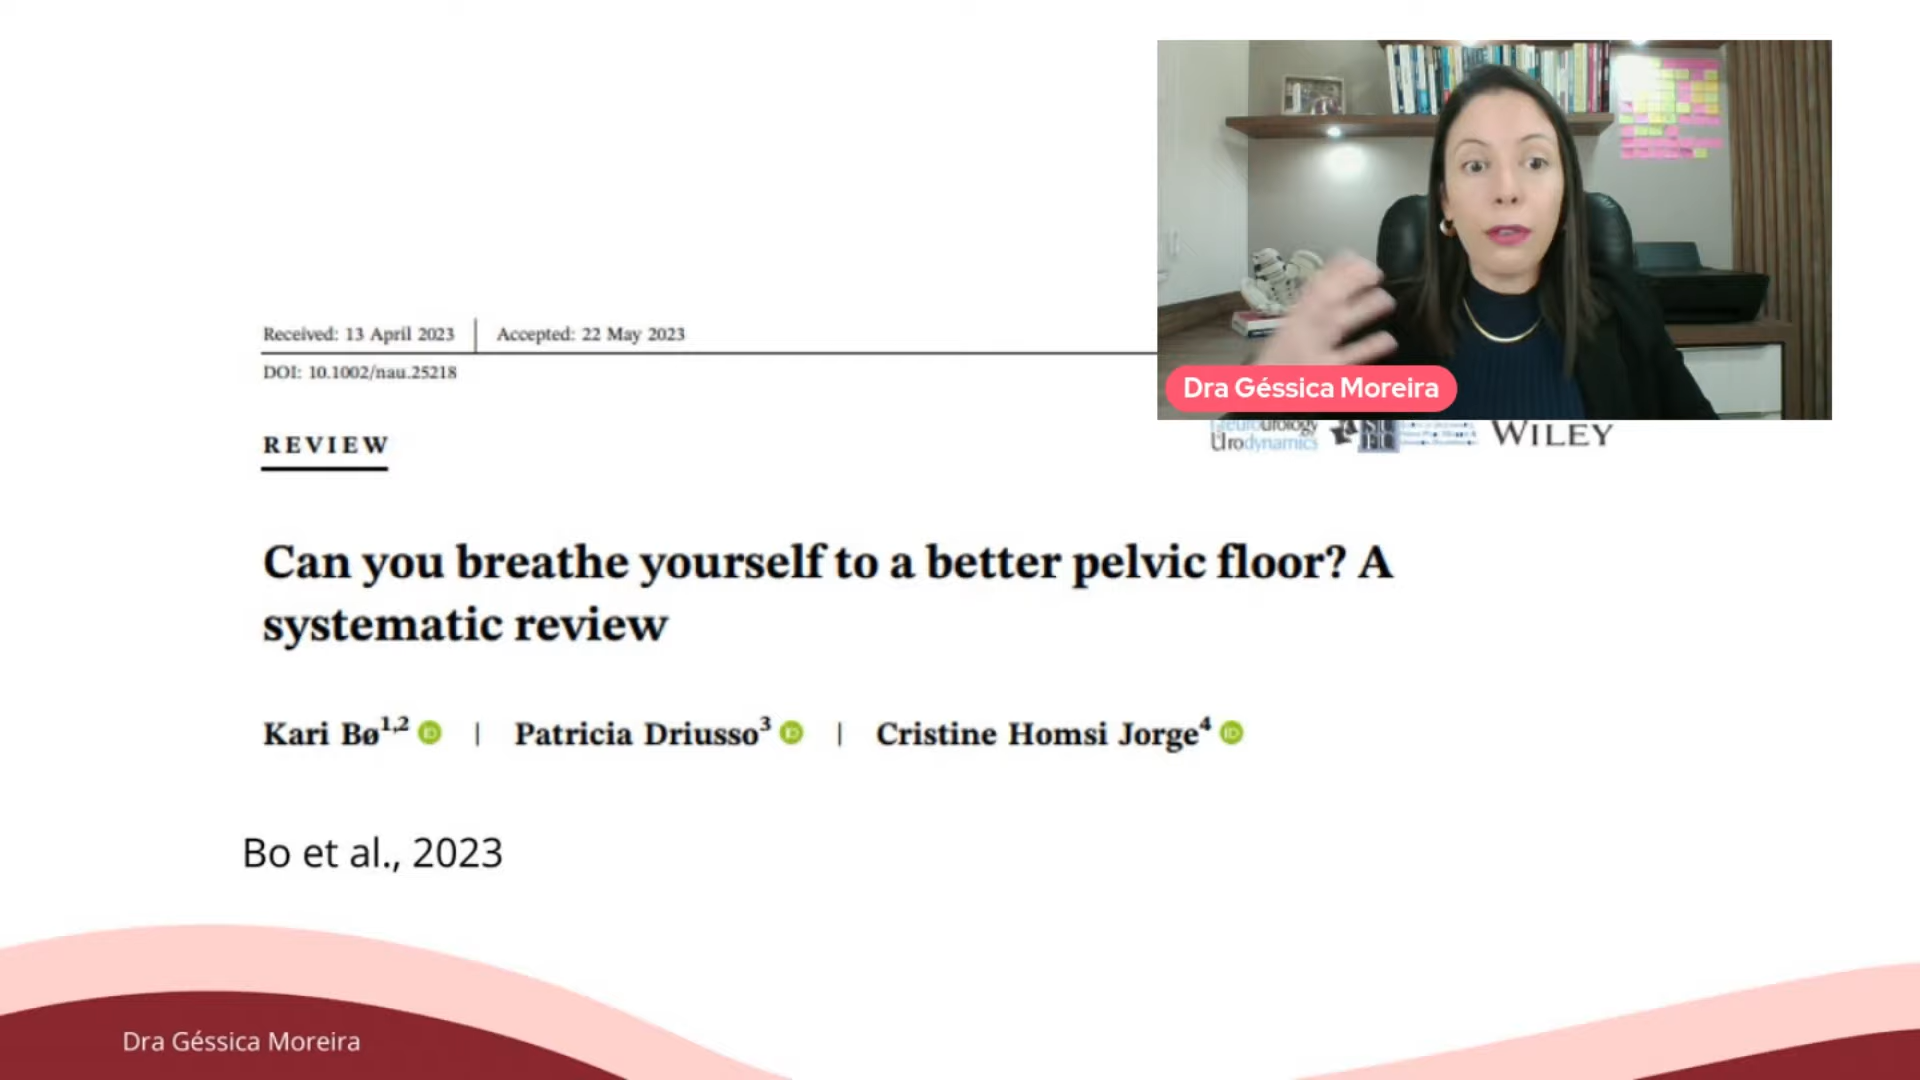 Received: 13 April 2023 | Accepted: 22 May 2023
DOI: 10.1002/nau.25218
Dra Géssica Moreira
REVIEW
Urodynamics
WILEY
Can you breathe yourself to a better pelvic floor? A
systematic review
Kari Bø1,2 | Patricia Driusso3 | Cristine Homsi Jorge4
Bo et al., 2023
Dra Géssica Moreira